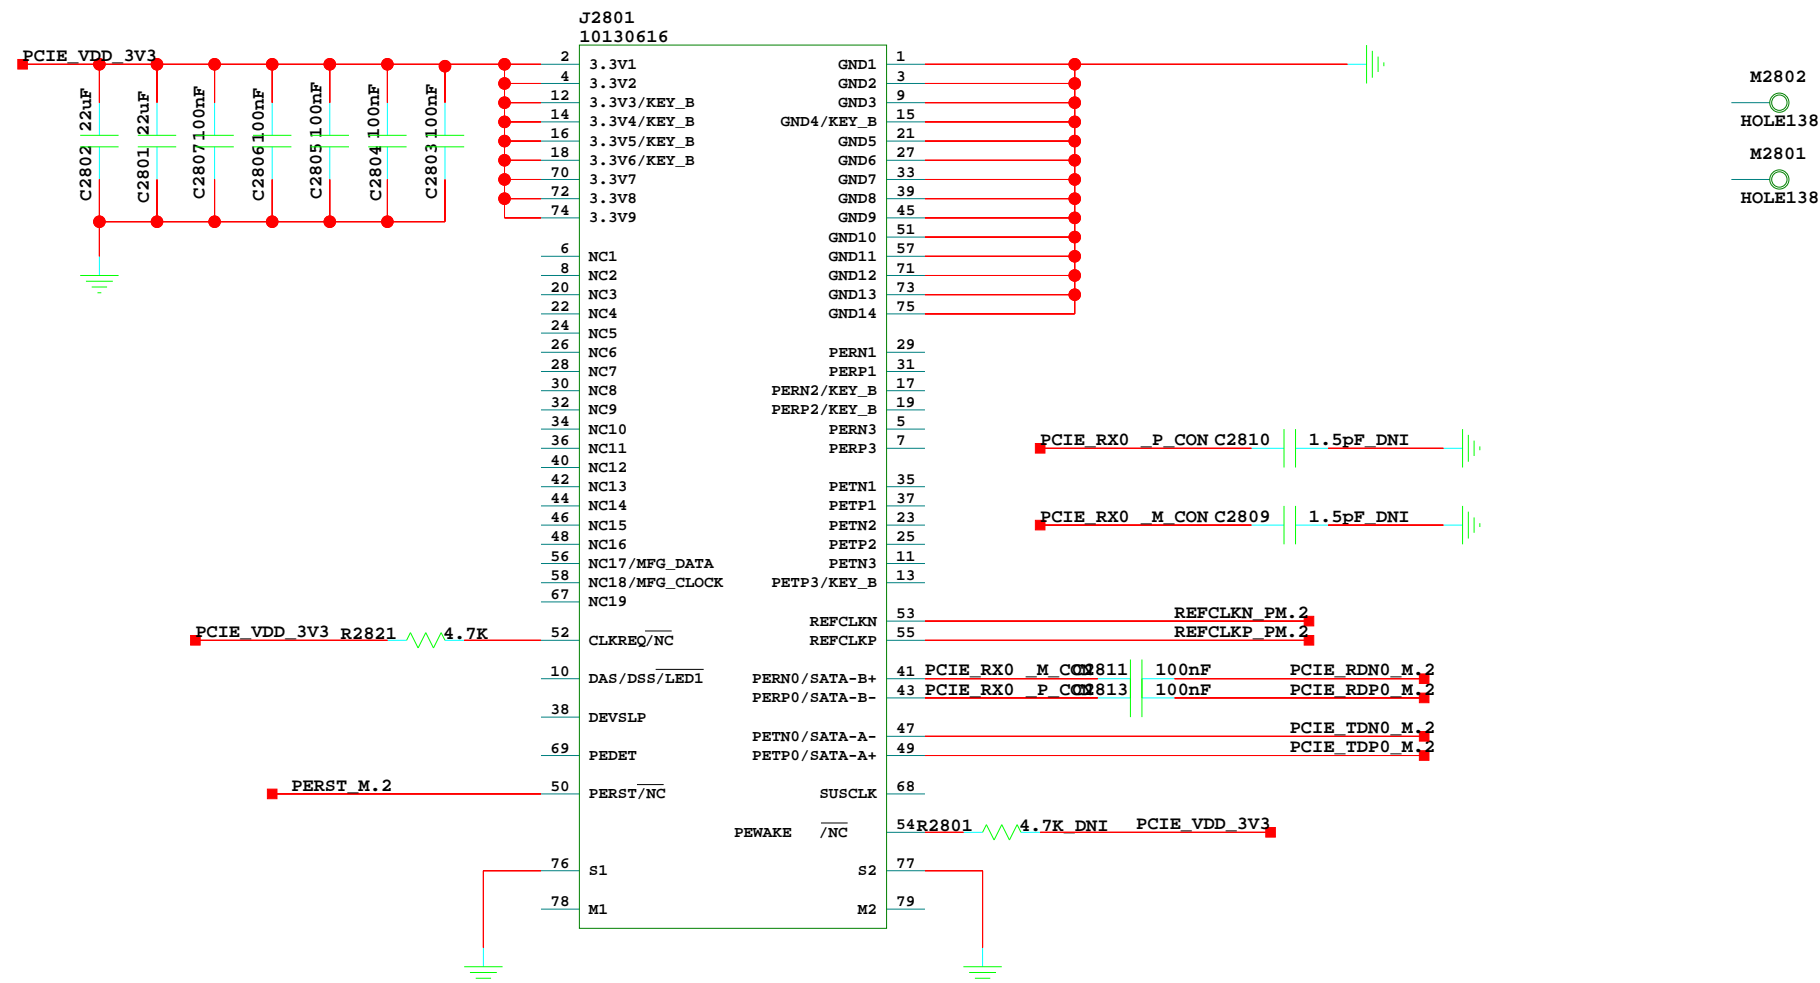 J2801
10130616
PCIE_VDD_3V3
C2802 22uF
C2801 22uF
C2807 100nF
C2806 100nF
C2805 100nF
C2804 100nF
C2803 100nF
2 3.3V1
4 3.3V2
12 3.3V3/KEY_B
14 3.3V4/KEY_B
16 3.3V5/KEY_B
18 3.3V6/KEY_B
70 3.3V7
72 3.3V8
74 3.3V9
6 NC1
8 NC2
20 NC3
22 NC4
24 NC5
26 NC6
28 NC7
30 NC8
32 NC9
34 NC10
36 NC11
40 NC12
42 NC13
44 NC14
46 NC15
48 NC16
56 NC17/MFG_DATA
58 NC18/MFG_CLOCK
67 NC19
PCIE_VDD_3V3 R2821 4.7K 52 CLKREQ/NC
10 DAS/DSS/LED1
38 DEVSLP
69 PEDET
PERST_M.2 50 PERST/NC
76 S1
78 M1
GND1 1
GND2 3
GND3 9
GND4/KEY_B 15
GND5 21
GND6 27
GND7 33
GND8 39
GND9 45
GND10 51
GND11 57
GND12 71
GND13 73
GND14 75
PERN1 29
PERP1 31
PERN2/KEY_B 17
PERP2/KEY_B 19
PERN3 5
PERP3 7
PETN1 35
PETP1 37
PETN2 23
PETP2 25
PETN3 11
PETP3/KEY_B 13
REFCLKN 53 REFCLKN_PM.2
REFCLKP 55 REFCLKP_PM.2
PERN0/SATA-B+ 41 PCIE_RX0 _M_CON C2811 100nF PCIE_RDN0_M.2
PERP0/SATA-B- 43 PCIE_RX0 _P_CON C2813 100nF PCIE_RDP0_M.2
PETN0/SATA-A- 47 PCIE_TDN0_M.2
PETP0/SATA-A+ 49 PCIE_TDP0_M.2
SUSCLK 68
PEWAKE /NC 54 R2801 4.7K_DNI PCIE_VDD_3V3
S2 77
M2 79
PCIE_RX0 _P_CON C2810 1.5pF_DNI
PCIE_RX0 _M_CON C2809 1.5pF_DNI
M2802
HOLE138
M2801
HOLE138